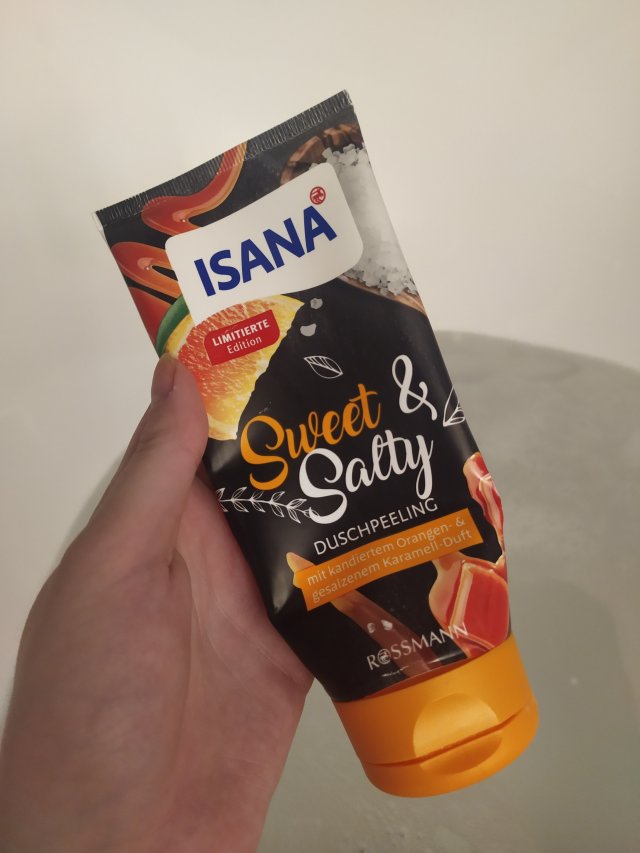 ISANA
LIMITIERTE
Edition
Sweet &
Salty
DUSCHPEELING
mit kandiertem Orangen- &
gesalzenem Karamell-Duft
ROSSMANN